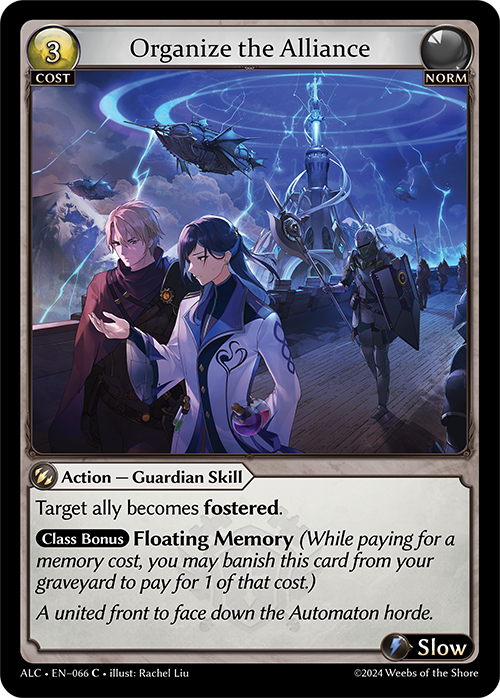 3
Organize the Alliance
COST
NORM
Action — Guardian Skill
Target ally becomes fostered.
Class Bonus Floating Memory (While paying for a
memory cost, you may banish this card from your
graveyard to pay for 1 of that cost.)
A united front to face down the Automaton horde.
Slow
ALC • EN–066 C • illust: Rachel Liu
©2024 Weebs of the Shore